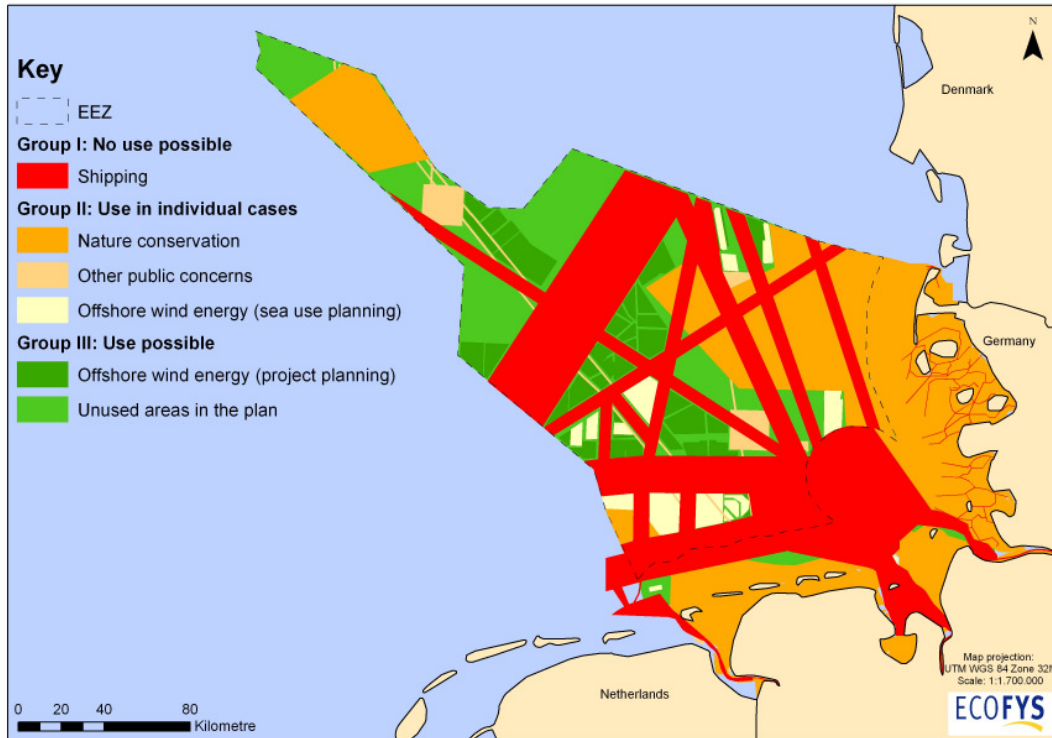 Key
EEZ
Group I: No use possible
Shipping
Group II: Use in individual cases
Nature conservation
Other public concerns
Offshore wind energy (sea use planning)
Group III: Use possible
Offshore wind energy (project planning)
Unused areas in the plan
N
Denmark
Germany
Netherlands
0 20 40 80
Kilometre
Map projection:
UTM WGS 84 Zone 32N
Scale: 1:1.700.000
ECOFYS